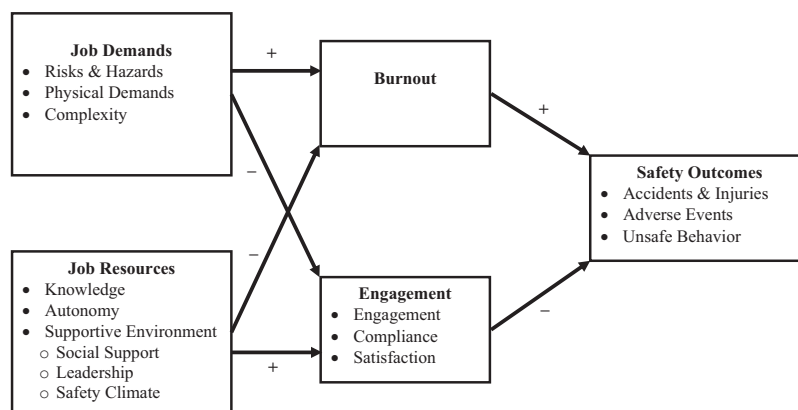 Job Demands
• Risks & Hazards
• Physical Demands
• Complexity
+
Burnout
+
−
Safety Outcomes
• Accidents & Injuries
• Adverse Events
• Unsafe Behavior
Job Resources
• Knowledge
• Autonomy
• Supportive Environment
o Social Support
o Leadership
o Safety Climate
−
+
Engagement
• Engagement
• Compliance
• Satisfaction
−